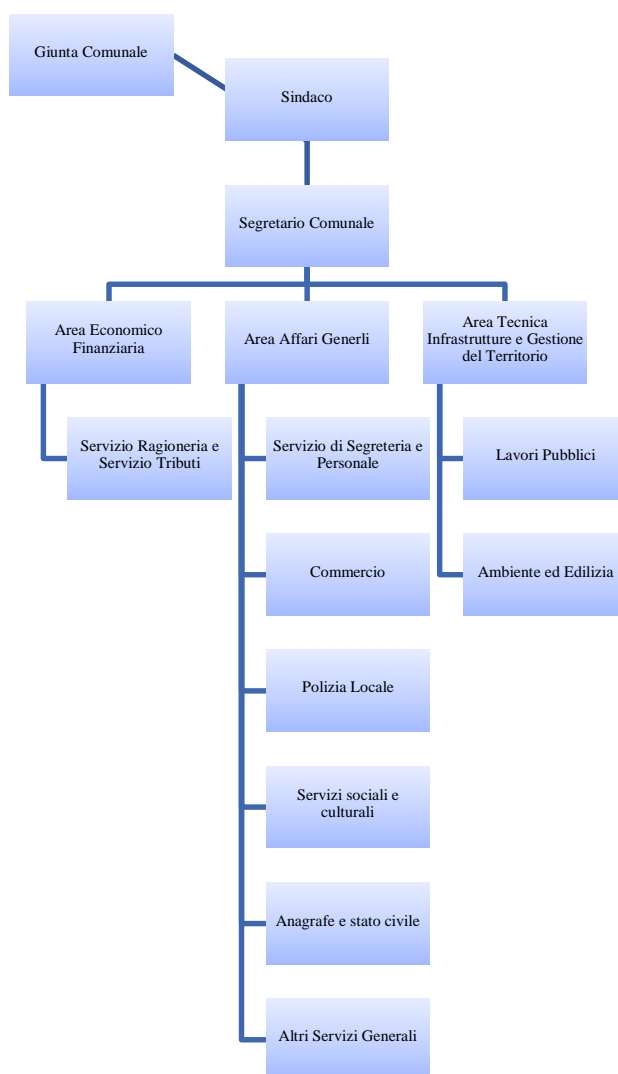 Giunta Comunale
Sindaco
Segretario Comunale
Area Economico
Finanziaria
Area Affari Generli
Area Tecnica
Infrastrutture e Gestione
del Territorio
Servizio Ragioneria e
Servizio Tributi
Servizio di Segreteria e
Personale
Lavori Pubblici
Commercio
Ambiente ed Edilizia
Polizia Locale
Servizi sociali e
culturali
Anagrafe e stato civile
Altri Servizi Generali